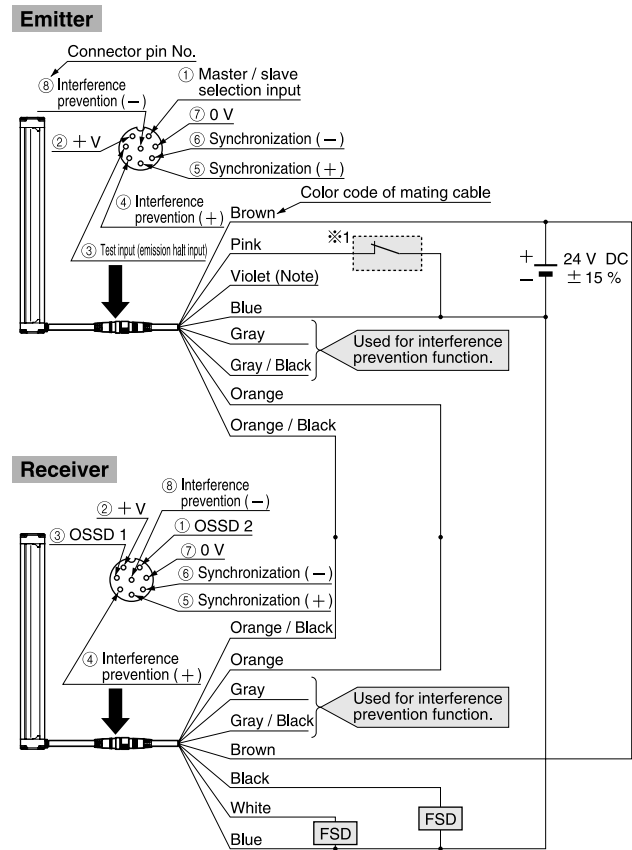 Emitter
Connector pin No.
⑧ Interference
prevention (−)
① Master / slave
selection input
⑦ 0 V
② + V
⑥ Synchronization (−)
⑤ Synchronization (+)
④ Interference
prevention (+)
③ Test input (emission halt input)
Color code of mating cable
Brown
Pink
※1
Violet (Note)
Blue
Gray
Gray / Black
Used for interference
prevention function.
Orange
Orange / Black
+
−
24 V DC
± 15 %
Receiver
⑧ Interference
prevention (−)
② + V
③ OSSD 1
① OSSD 2
⑦ 0 V
⑥ Synchronization (−)
⑤ Synchronization (+)
④ Interference
prevention (+)
Orange / Black
Orange
Gray
Gray / Black
Used for interference
prevention function.
Brown
Black
White
Blue
FSD
FSD